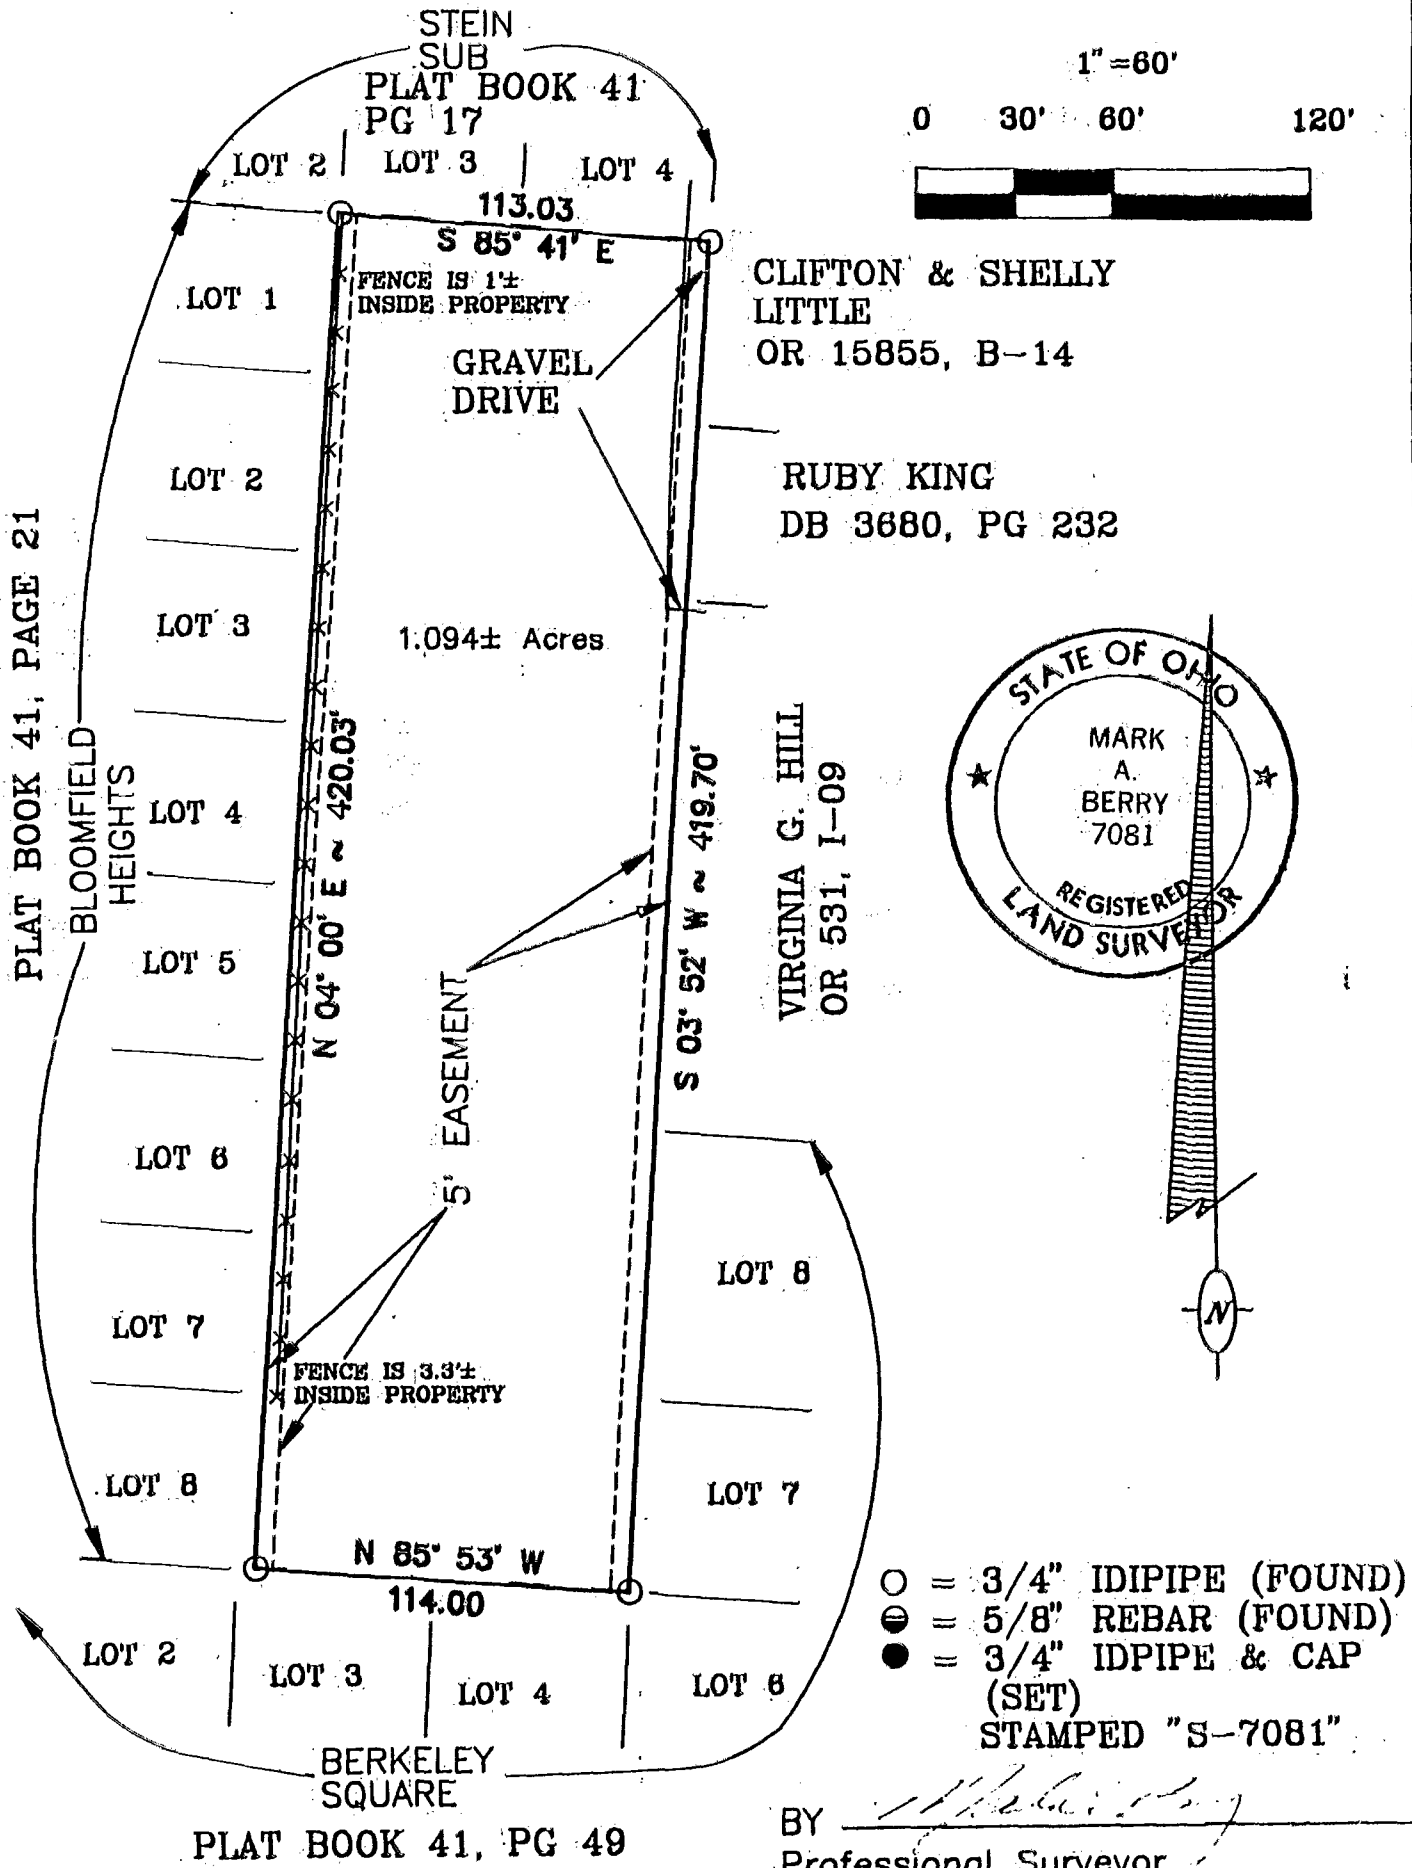 STEIN
SUB
PLAT BOOK 41
PG 17
1"=60'
0 30' 60' 120'
LOT 2
LOT 3
LOT 4
113.03
S 85° 41' E
FENCE IS 1'±
INSIDE PROPERTY
GRAVEL
DRIVE
CLIFTON & SHELLY
LITTLE
OR 15855, B-14
RUBY KING
DB 3680, PG 232
LOT 1
LOT 2
LOT 3
LOT 4
LOT 5
LOT 6
LOT 7
LOT 8
PLAT BOOK 41, PAGE 21
BLOOMFIELD
HEIGHTS
1.094± Acres
N 04° 00' E ~ 420.03'
S 03° 52' W ~ 419.70'
VIRGINIA G. HILL
OR 531, I-09
STATE OF OHIO
MARK
A.
BERRY
7081
REGISTERED
LAND SURVEYOR
N
5' EASEMENT
FENCE IS 3.3'±
INSIDE PROPERTY
LOT 8
LOT 7
N 85° 53' W
114.00
LOT 2
LOT 3
LOT 4
LOT 6
BERKELEY
SQUARE
PLAT BOOK 41, PG 49
= 3/4" IDIPIPE (FOUND)
= 5/8" REBAR (FOUND)
= 3/4" IDPIPE & CAP
(SET)
STAMPED "S-7081"
BY
Professional Surveyor